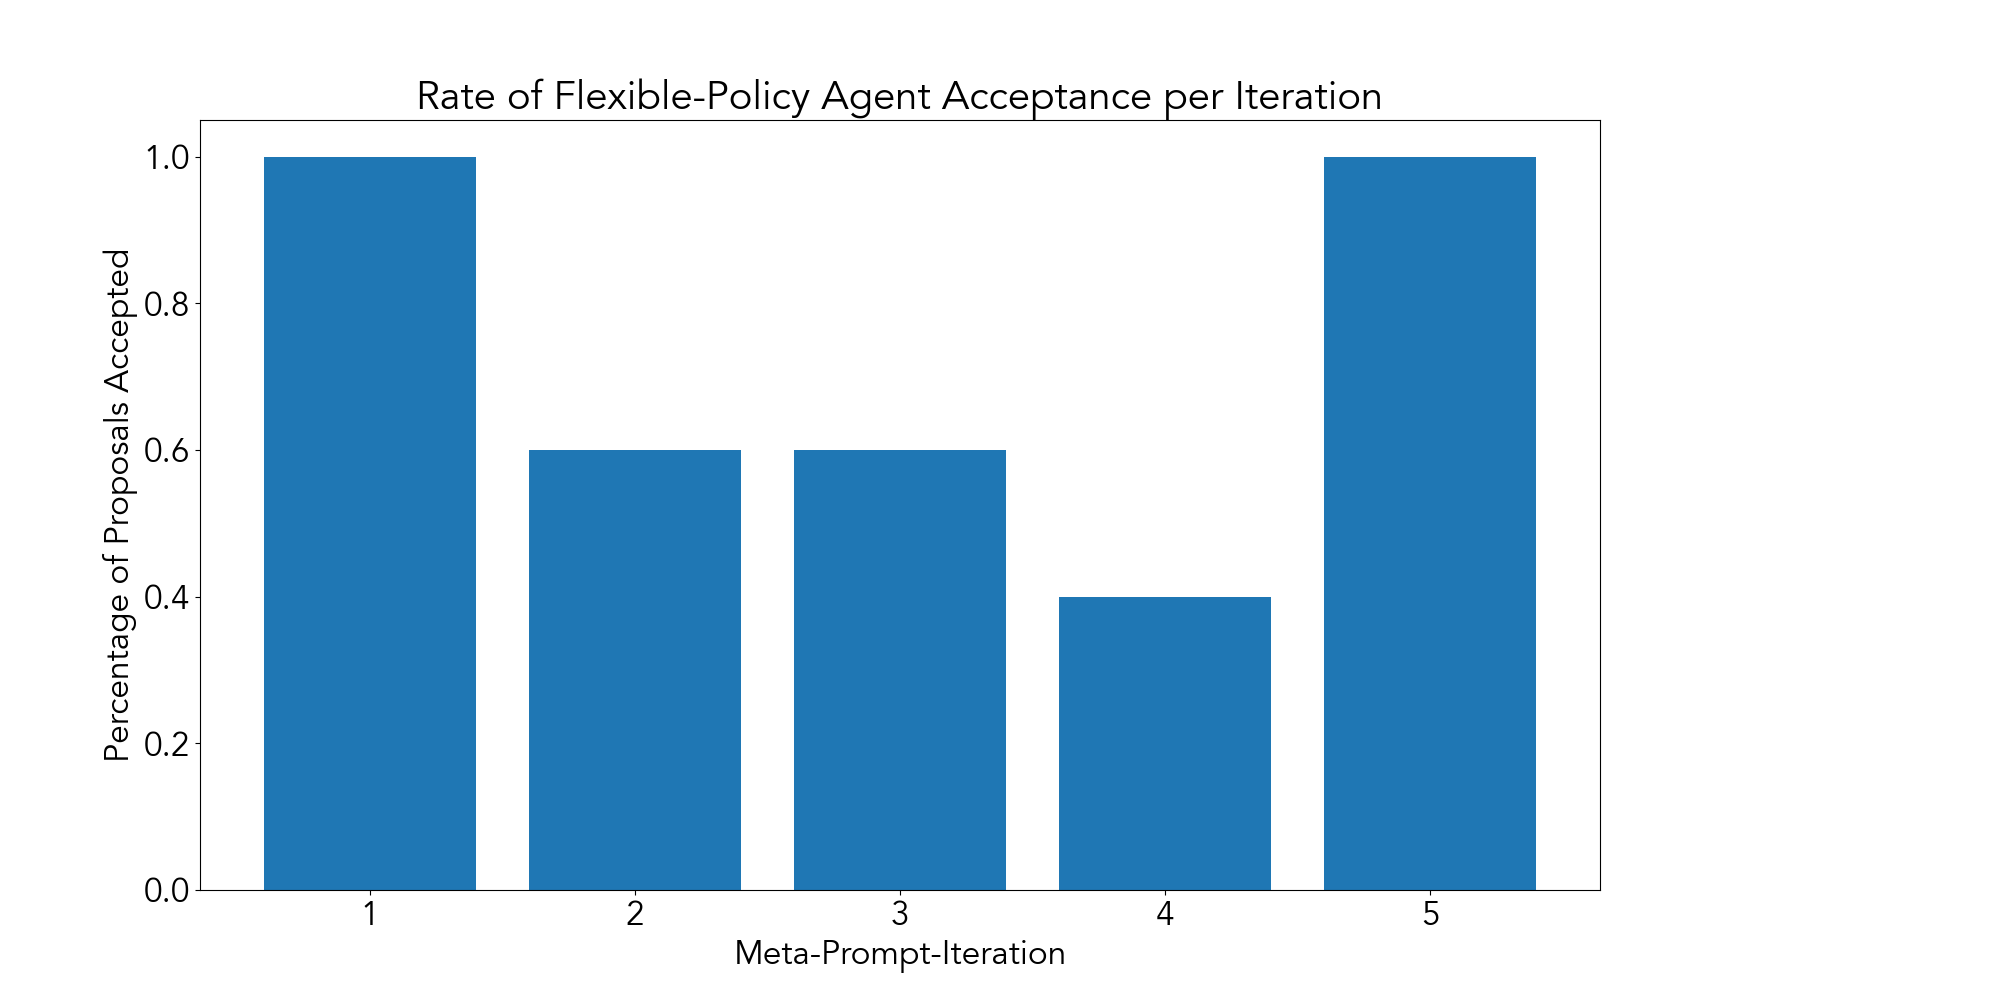 Rate of Flexible-Policy Agent Acceptance per Iteration
Percentage of Proposals Accepted
1.0
0.8
0.6
0.4
0.2
0.0
1 2 3 4 5
Meta-Prompt-Iteration